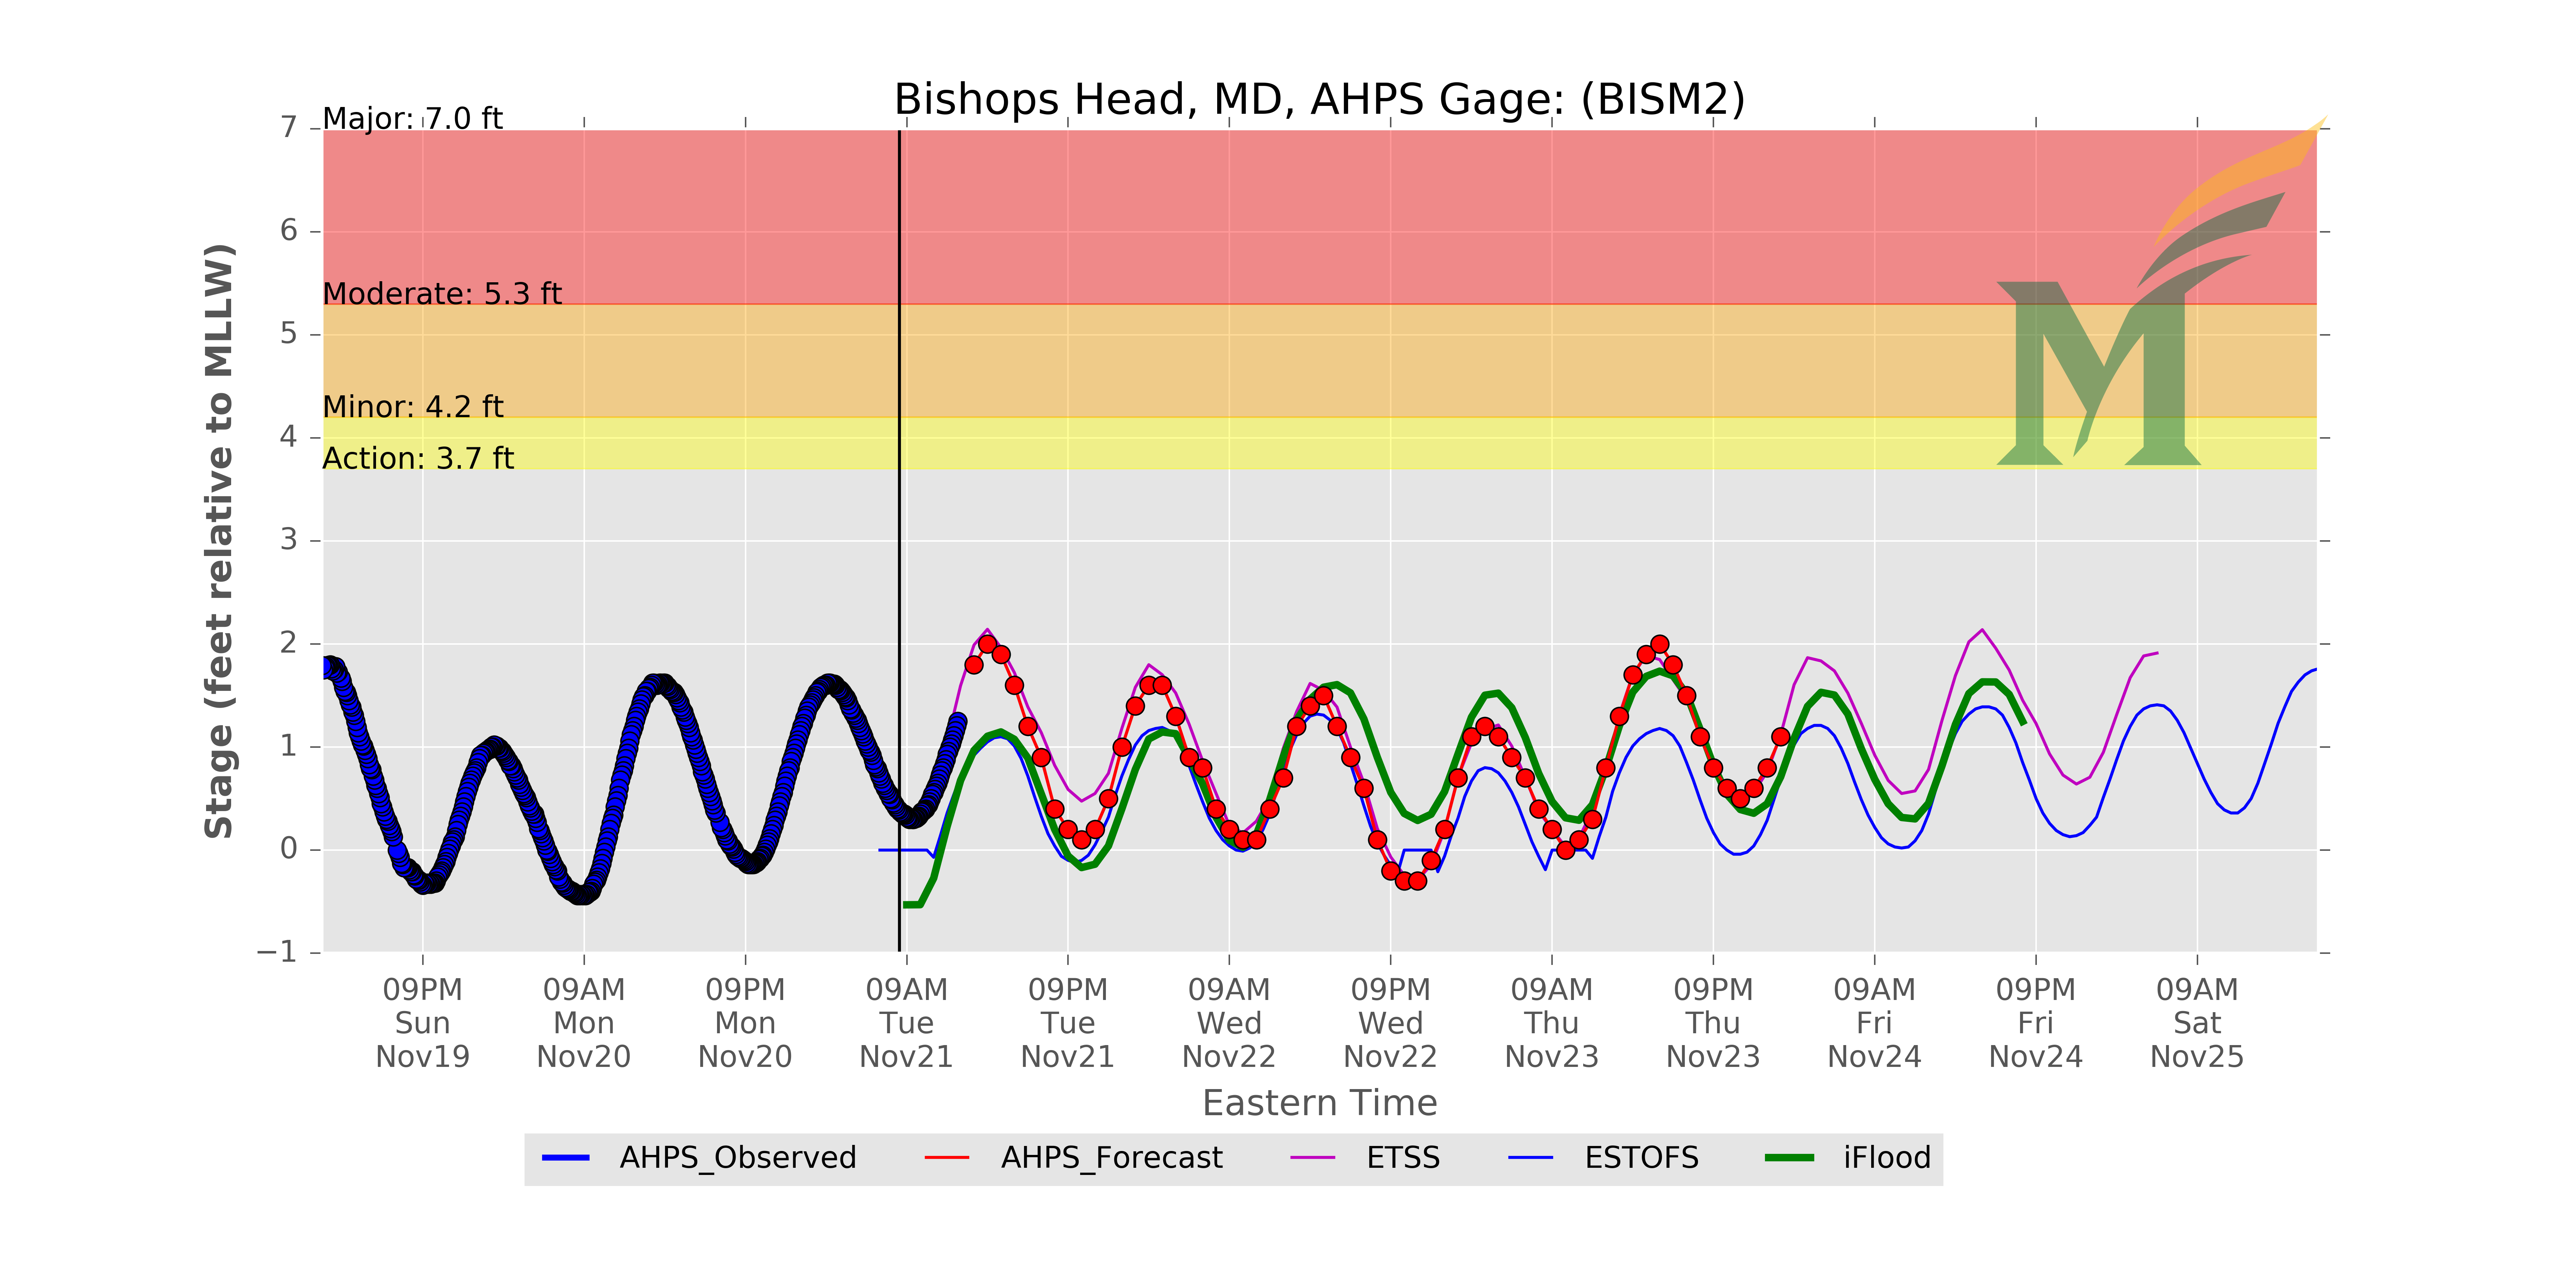 Bishops Head, MD, AHPS Gage: (BISM2)
Major: 7.0 ft
Moderate: 5.3 ft
Minor: 4.2 ft
Action: 3.7 ft
Stage (feet relative to MLLW)
7
6
5
4
3
2
1
0
−1
09PM Sun Nov19
09AM Mon Nov20
09PM Mon Nov20
09AM Tue Nov21
09PM Tue Nov21
09AM Wed Nov22
09PM Wed Nov22
09AM Thu Nov23
09PM Thu Nov23
09AM Fri Nov24
09PM Fri Nov24
09AM Sat Nov25
Eastern Time
AHPS_Observed AHPS_Forecast ETSS ESTOFS iFlood
M